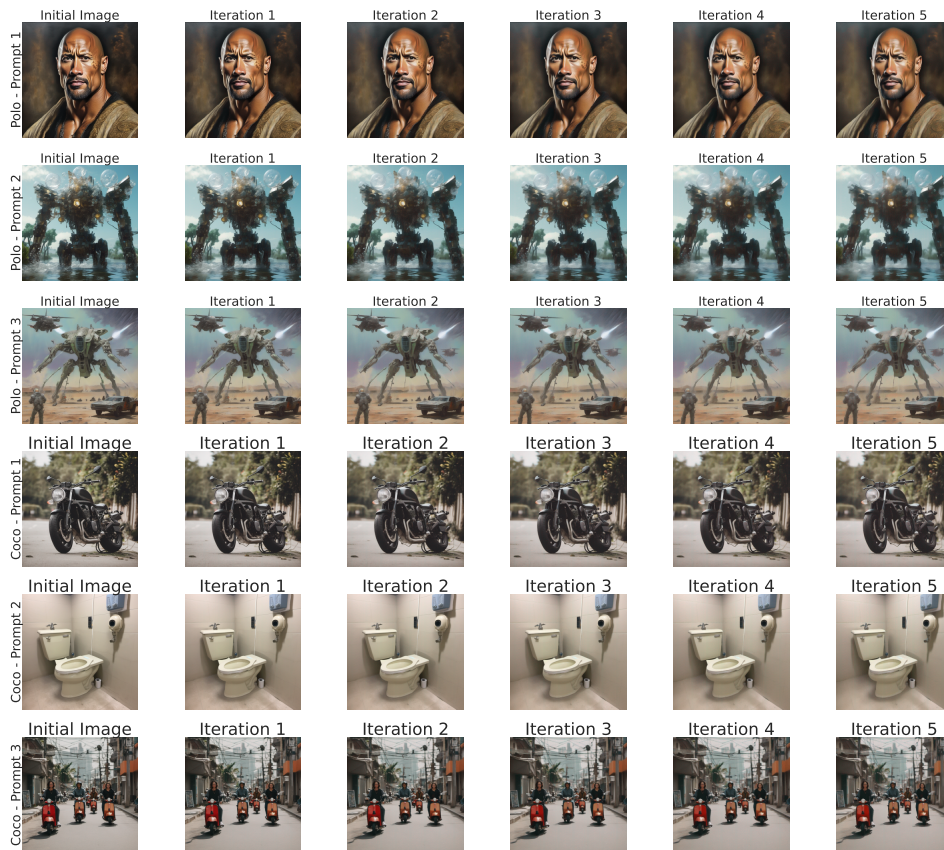 Initial Image Iteration 1 Iteration 2 Iteration 3 Iteration 4 Iteration 5
Polo - Prompt 1
Initial Image Iteration 1 Iteration 2 Iteration 3 Iteration 4 Iteration 5
Polo - Prompt 2
Initial Image Iteration 1 Iteration 2 Iteration 3 Iteration 4 Iteration 5
Polo - Prompt 3
Initial Image Iteration 1 Iteration 2 Iteration 3 Iteration 4 Iteration 5
Coco - Prompt 1
Initial Image Iteration 1 Iteration 2 Iteration 3 Iteration 4 Iteration 5
Coco - Prompt 2
Initial Image Iteration 1 Iteration 2 Iteration 3 Iteration 4 Iteration 5
Coco - Prompt 3